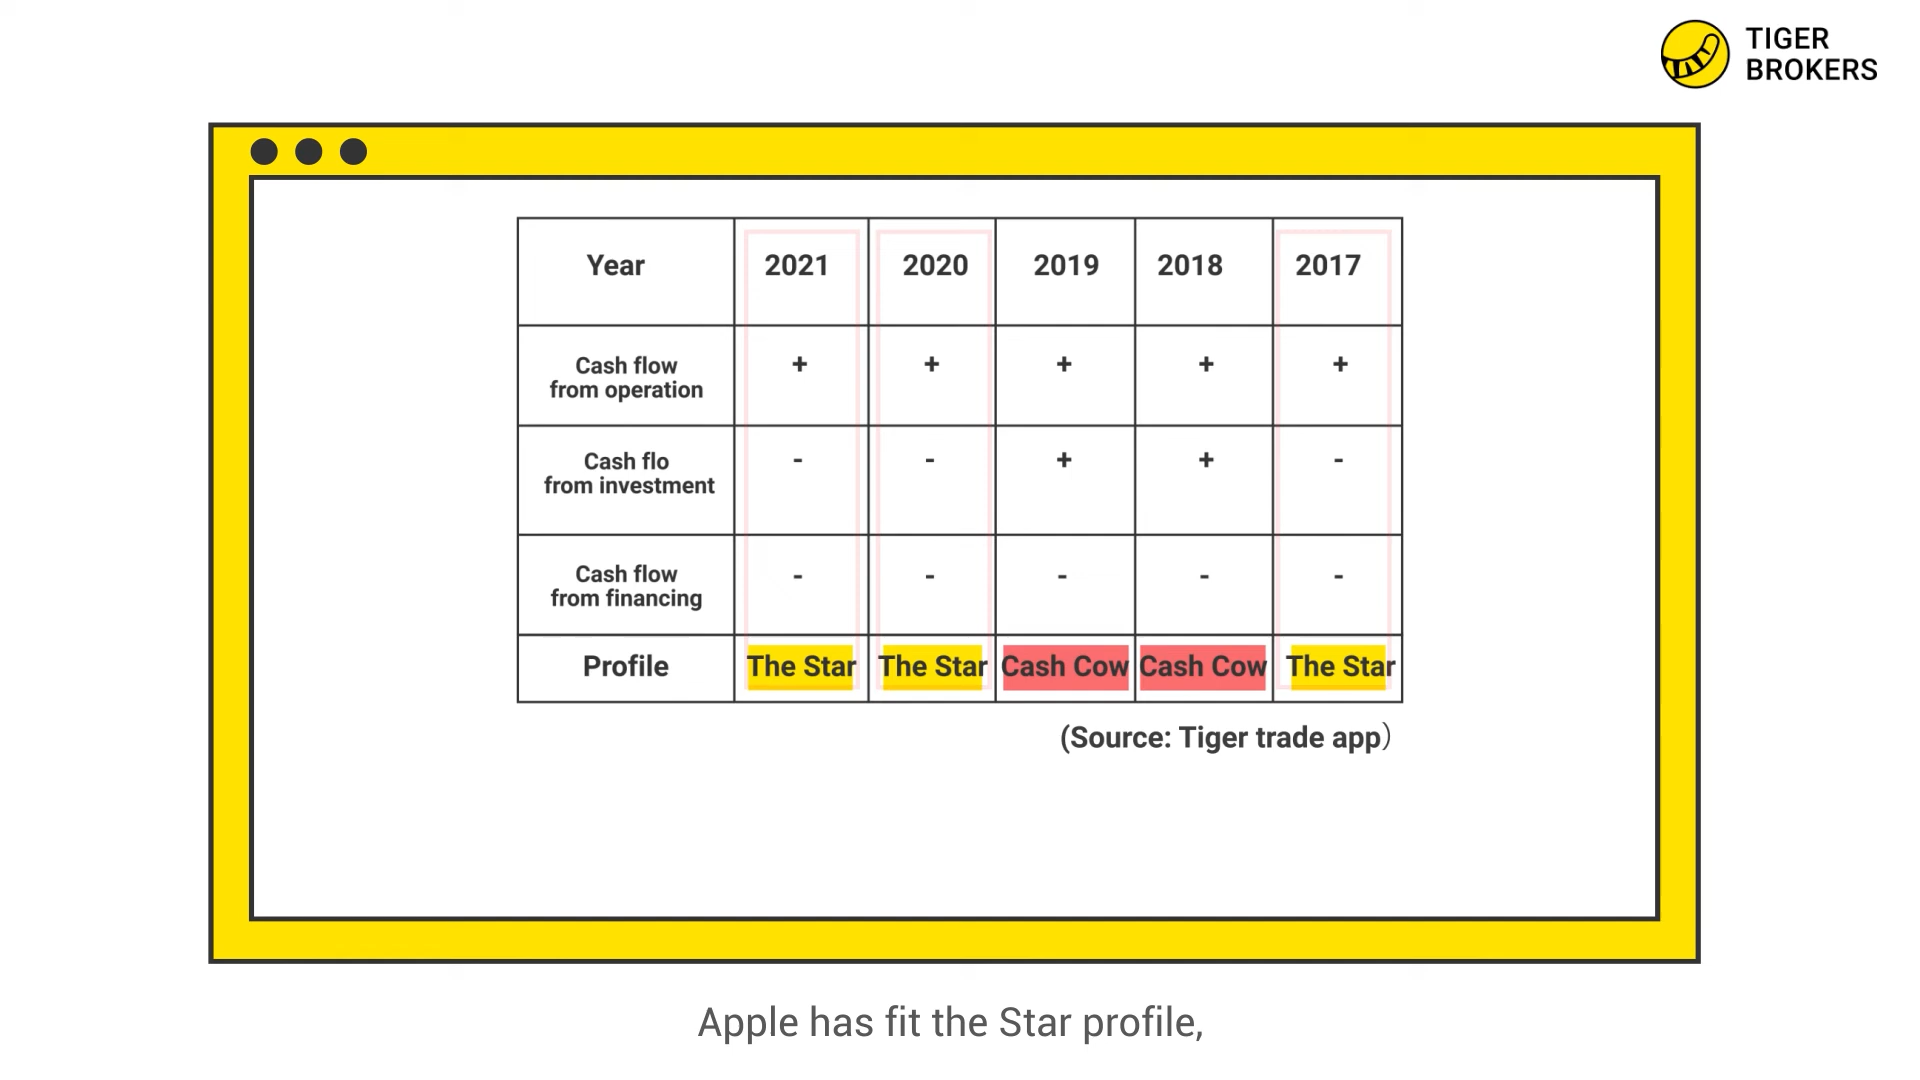 TIGER
BROKERS
Year 2021 2020 2019 2018 2017
Cash flow
from operation + + + + +
Cash flo
from investment - - + + -
Cash flow
from financing - - - - -
Profile The Star The Star Cash Cow Cash Cow The Star
(Source: Tiger trade app）
Apple has fit the Star profile,